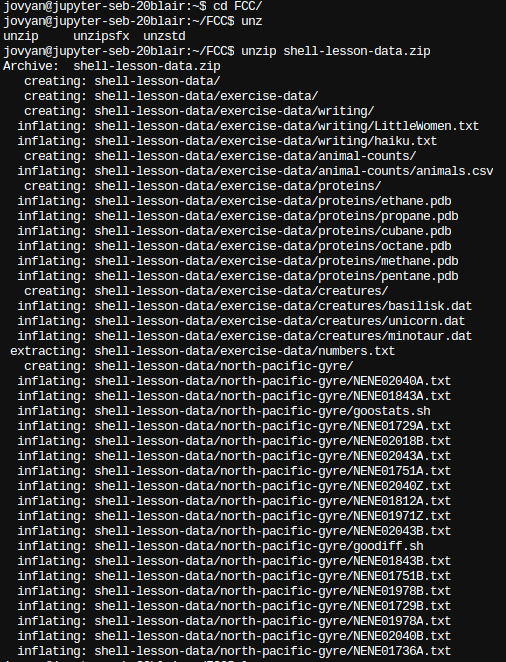 jovyan@jupyter-seb-20blair:~$ cd FCC/
jovyan@jupyter-seb-20blair:~/FCC$ unz
unzip     unzipsfx  unzstd
jovyan@jupyter-seb-20blair:~/FCC$ unzip shell-lesson-data.zip
Archive:  shell-lesson-data.zip
   creating: shell-lesson-data/
   creating: shell-lesson-data/exercise-data/
   creating: shell-lesson-data/exercise-data/writing/
  inflating: shell-lesson-data/exercise-data/writing/LittleWomen.txt
  inflating: shell-lesson-data/exercise-data/writing/haiku.txt
   creating: shell-lesson-data/exercise-data/animal-counts/
  inflating: shell-lesson-data/exercise-data/animal-counts/animals.csv
   creating: shell-lesson-data/exercise-data/proteins/
  inflating: shell-lesson-data/exercise-data/proteins/ethane.pdb
  inflating: shell-lesson-data/exercise-data/proteins/propane.pdb
  inflating: shell-lesson-data/exercise-data/proteins/cubane.pdb
  inflating: shell-lesson-data/exercise-data/proteins/octane.pdb
  inflating: shell-lesson-data/exercise-data/proteins/methane.pdb
  inflating: shell-lesson-data/exercise-data/proteins/pentane.pdb
   creating: shell-lesson-data/exercise-data/creatures/
  inflating: shell-lesson-data/exercise-data/creatures/basilisk.dat
  inflating: shell-lesson-data/exercise-data/creatures/unicorn.dat
  inflating: shell-lesson-data/exercise-data/creatures/minotaur.dat
 extracting: shell-lesson-data/exercise-data/numbers.txt
   creating: shell-lesson-data/north-pacific-gyre/
  inflating: shell-lesson-data/north-pacific-gyre/NENE02040A.txt
  inflating: shell-lesson-data/north-pacific-gyre/NENE01843A.txt
  inflating: shell-lesson-data/north-pacific-gyre/goostats.sh
  inflating: shell-lesson-data/north-pacific-gyre/NENE01729A.txt
  inflating: shell-lesson-data/north-pacific-gyre/NENE02018B.txt
  inflating: shell-lesson-data/north-pacific-gyre/NENE02043A.txt
  inflating: shell-lesson-data/north-pacific-gyre/NENE01751A.txt
  inflating: shell-lesson-data/north-pacific-gyre/NENE02040Z.txt
  inflating: shell-lesson-data/north-pacific-gyre/NENE01812A.txt
  inflating: shell-lesson-data/north-pacific-gyre/NENE01971Z.txt
  inflating: shell-lesson-data/north-pacific-gyre/NENE02043B.txt
  inflating: shell-lesson-data/north-pacific-gyre/goodiff.sh
  inflating: shell-lesson-data/north-pacific-gyre/NENE01843B.txt
  inflating: shell-lesson-data/north-pacific-gyre/NENE01751B.txt
  inflating: shell-lesson-data/north-pacific-gyre/NENE01978B.txt
  inflating: shell-lesson-data/north-pacific-gyre/NENE01729B.txt
  inflating: shell-lesson-data/north-pacific-gyre/NENE01978A.txt
  inflating: shell-lesson-data/north-pacific-gyre/NENE02040B.txt
  inflating: shell-lesson-data/north-pacific-gyre/NENE01736A.txt